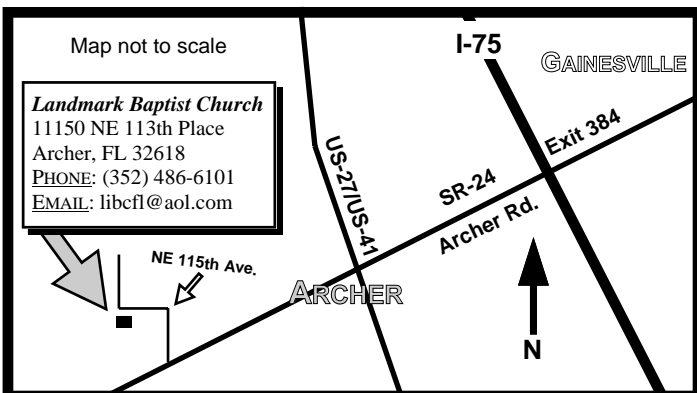 Map not to scale
I-75
GAINESVILLE
Landmark Baptist Church
11150 NE 113th Place
Archer, FL 32618
PHONE: (352) 486-6101
EMAIL: libcfl@aol.com
US-27/US-41
SR-24
Exit 384
Archer Rd.
NE 115th Ave.
ARCHER
N